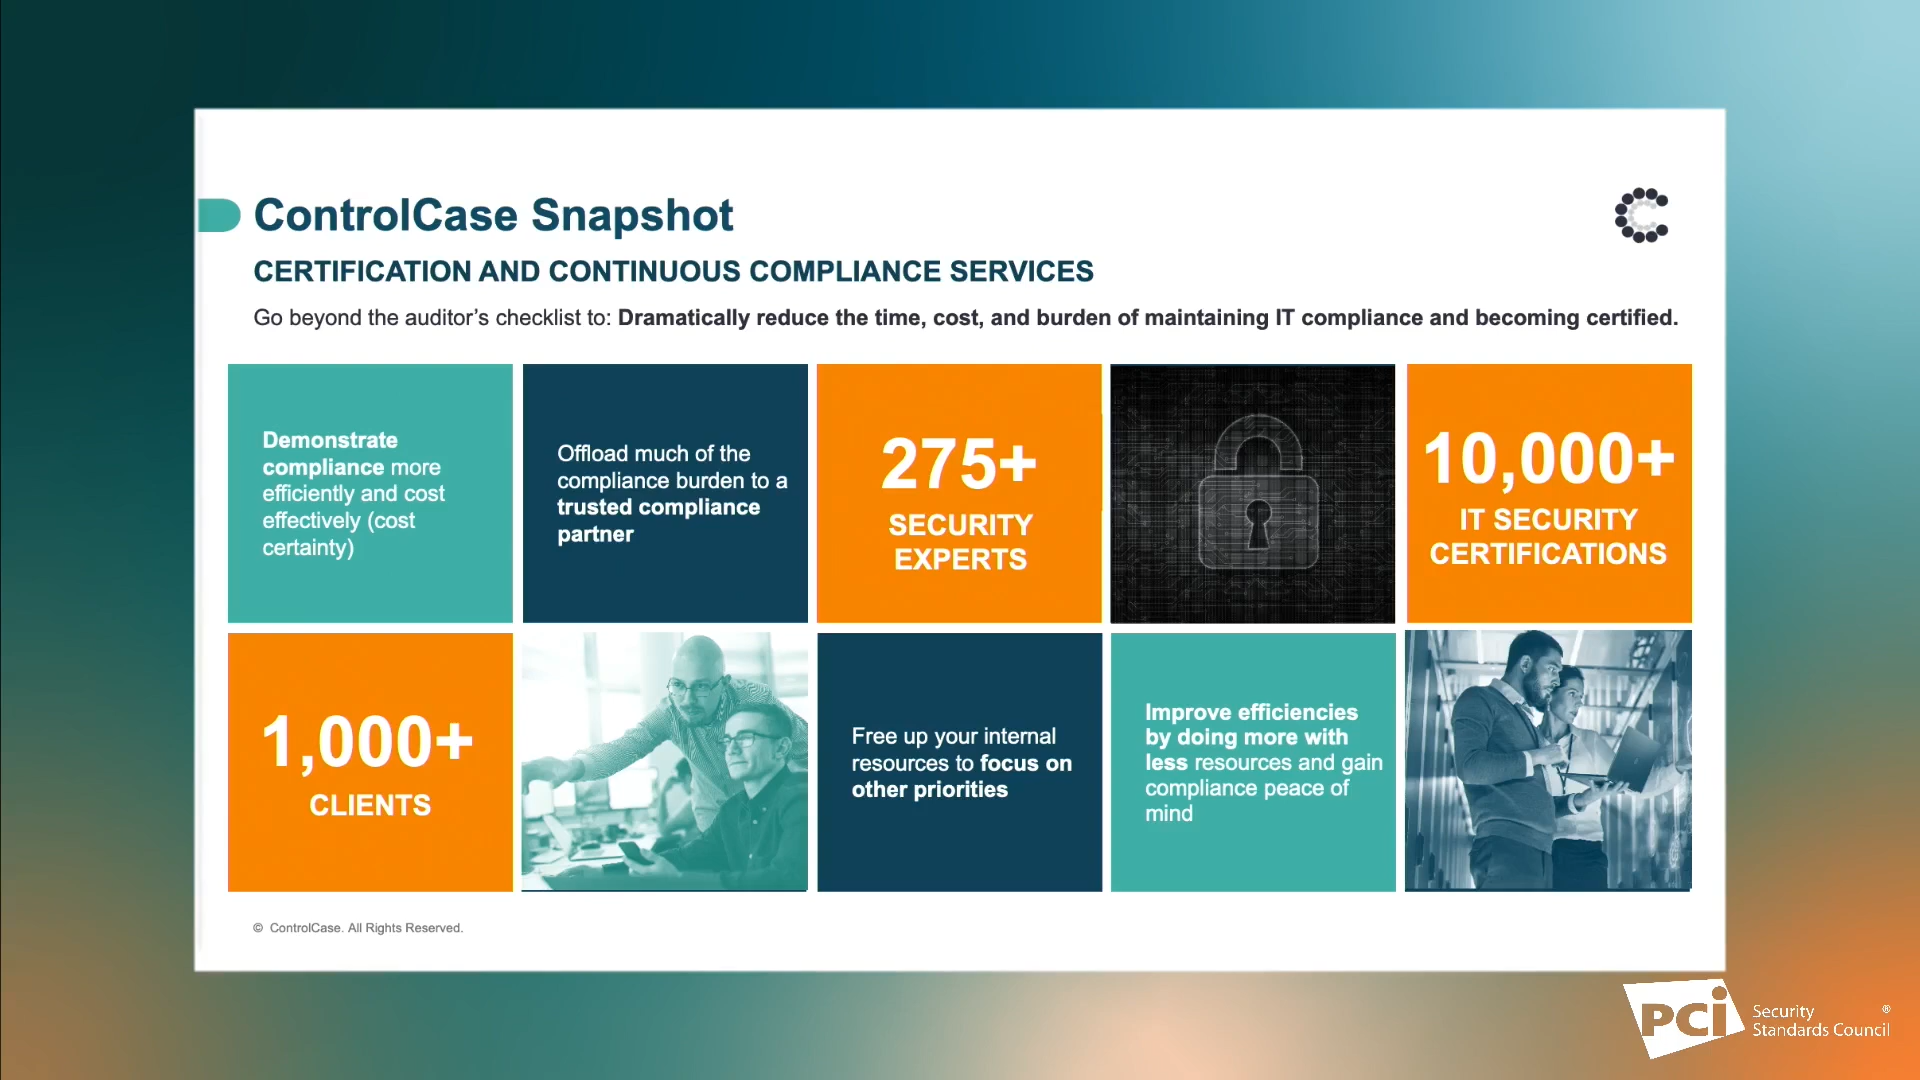 ControlCase Snapshot
CERTIFICATION AND CONTINUOUS COMPLIANCE SERVICES
Go beyond the auditor’s checklist to: Dramatically reduce the time, cost, and burden of maintaining IT compliance and becoming certified.
Demonstrate
compliance more
efficiently and cost
effectively (cost
certainty)
Offload much of the
compliance burden to a
trusted compliance
partner
275+
SECURITY
EXPERTS
10,000+
IT SECURITY
CERTIFICATIONS
1,000+
CLIENTS
Free up your internal
resources to focus on
other priorities
Improve efficiencies
by doing more with
less resources and gain
compliance peace of
mind
© ControlCase. All Rights Reserved.
PCi Security ®
Standards Council